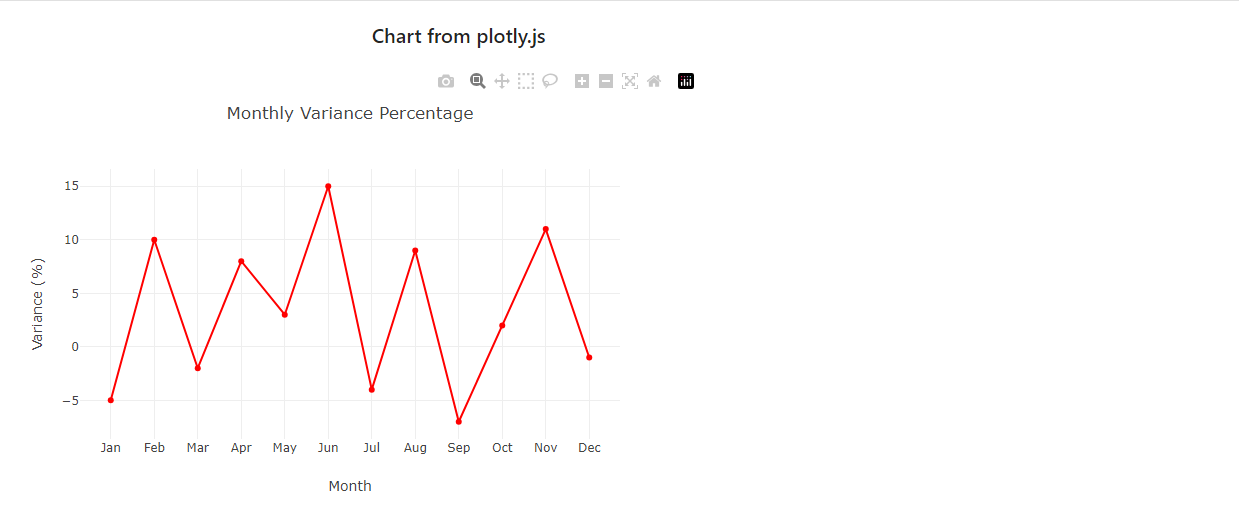 Chart from plotly.js
Monthly Variance Percentage
Variance (%)
15
10
5
0
−5
Jan Feb Mar Apr May Jun Jul Aug Sep Oct Nov Dec
Month